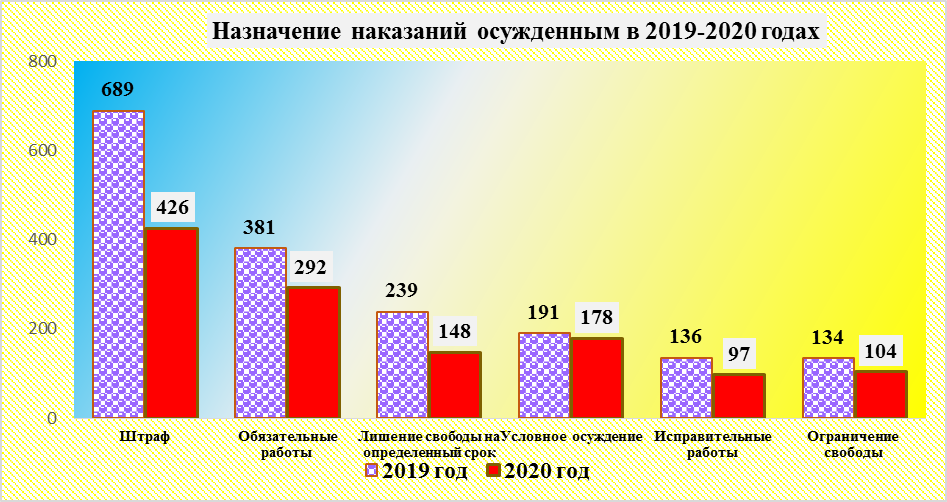 Назначение наказаний осужденным в 2019-2020 годах
800
600
400
200
0
689
426
381
292
239
148
191
178
136
97
134
104
Штраф
Обязательные
работы
Лишение свободы на
определенный срок
Условное осуждение
Исправительные
работы
Ограничение
свободы
2019 год
2020 год